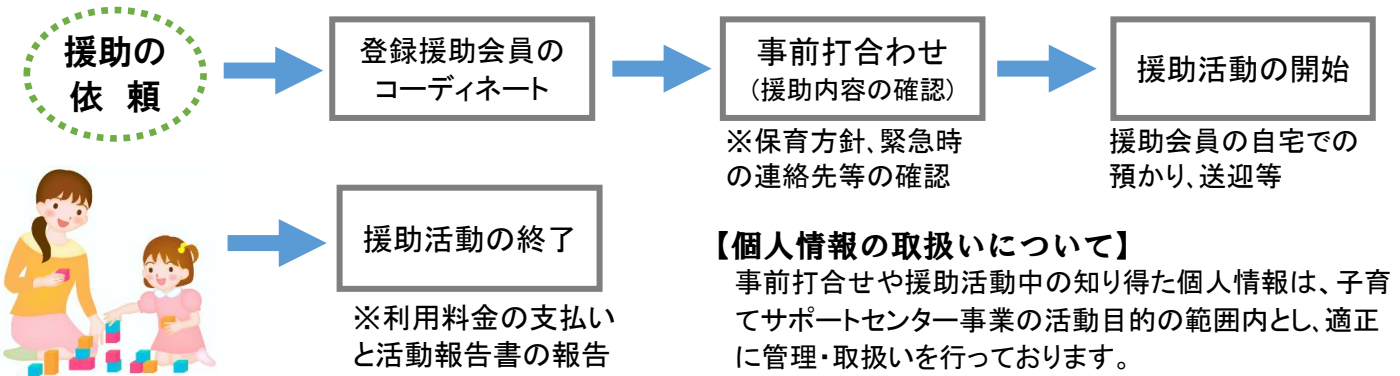 援助の
依 頼
登録援助会員の
コーディネート
事前打合わせ
(援助内容の確認)
※保育方針、緊急時
の連絡先等の確認
援助活動の開始
援助会員の自宅での
預かり、送迎等
援助活動の終了
※利用料金の支払い
と活動報告書の報告
【個人情報の取扱いについて】
事前打合せや援助活動中の知り得た個人情報は、子育
てサポートセンター事業の活動目的の範囲内とし、適正
に管理・取扱いを行っております。